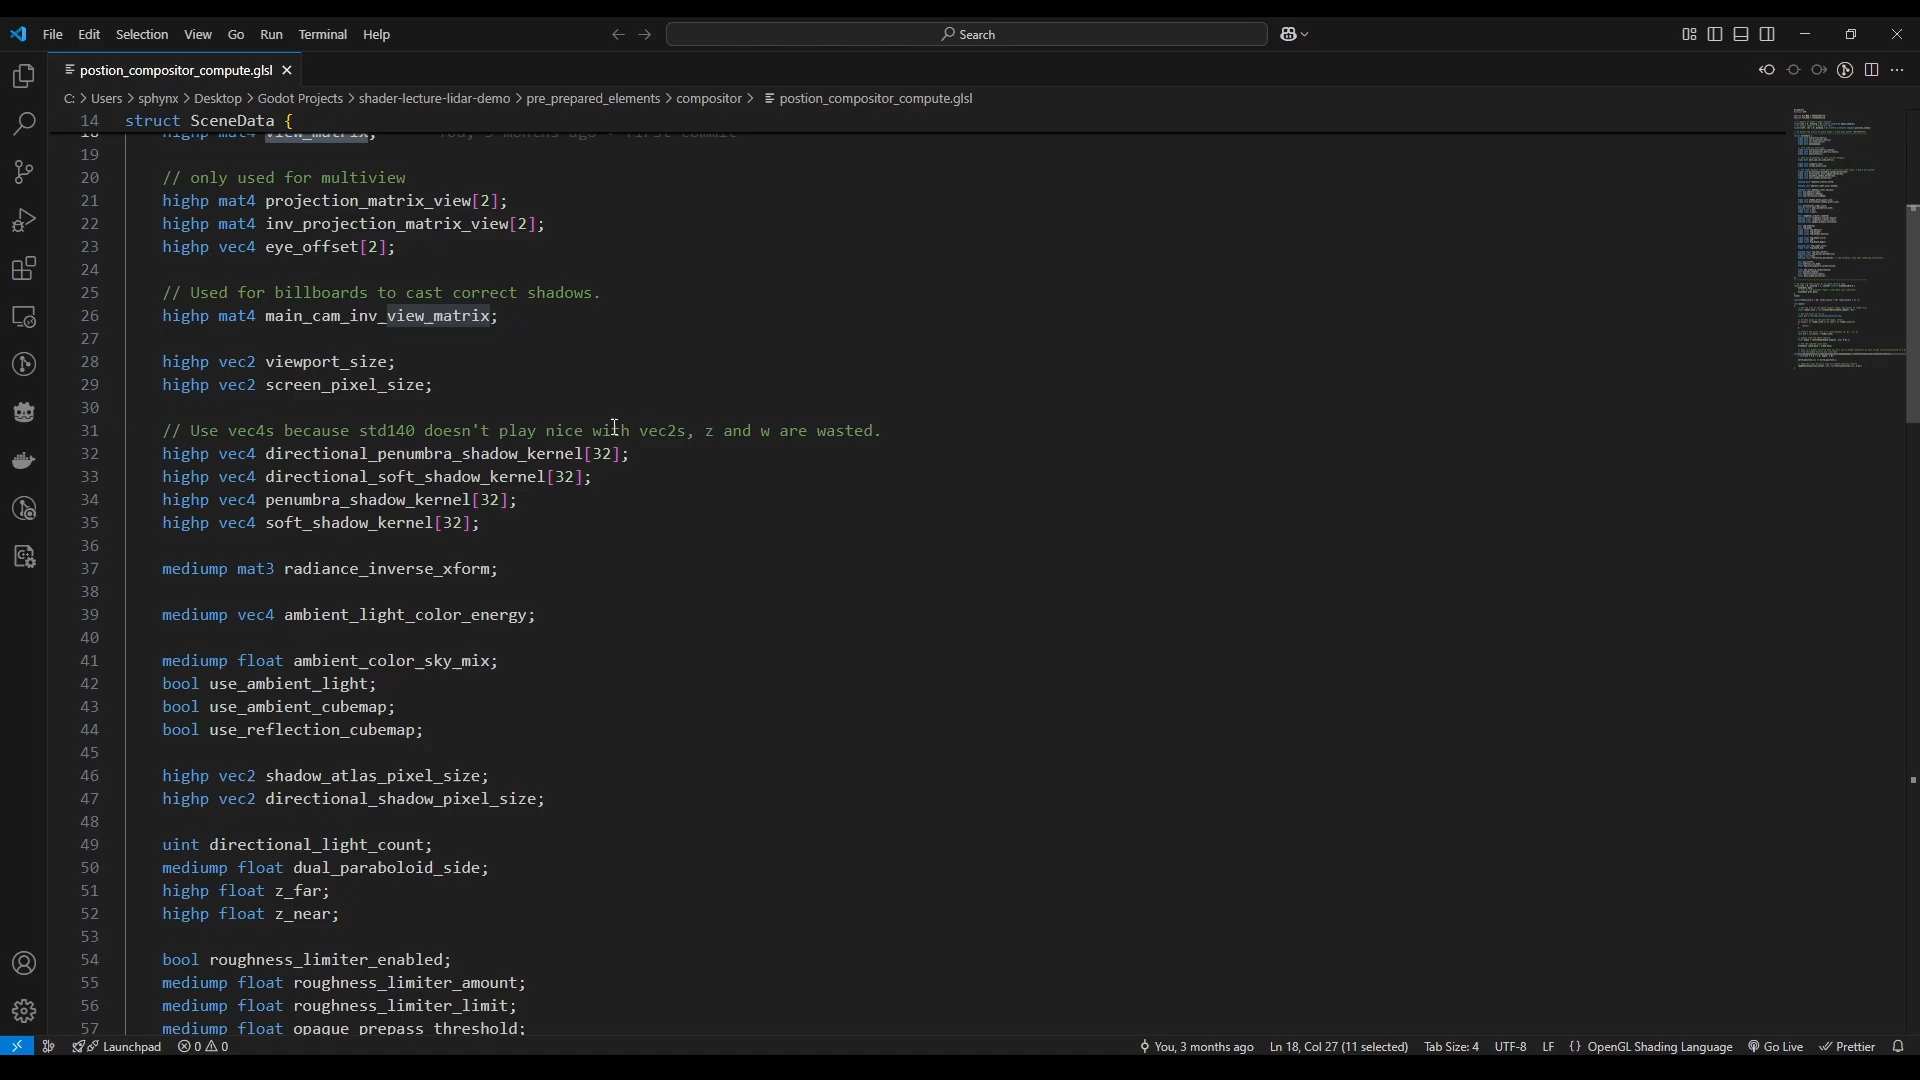 File Edit Selection View Go Run Terminal Help
Search
postion_compositor_compute.glsl
C: > Users > sphynx > Desktop > Godot Projects > shader-lecture-lidar-demo > pre_prepared_elements > compositor > postion_compositor_compute.glsl
14 struct SceneData {
18 highp mat4 view_matrix; You, 3 months ago • first commit
19
20 // only used for multiview
21 highp mat4 projection_matrix_view[2];
22 highp mat4 inv_projection_matrix_view[2];
23 highp vec4 eye_offset[2];
24
25 // Used for billboards to cast correct shadows.
26 highp mat4 main_cam_inv_view_matrix;
27
28 highp vec2 viewport_size;
29 highp vec2 screen_pixel_size;
30
31 // Use vec4s because std140 doesn't play nice with vec2s, z and w are wasted.
32 highp vec4 directional_penumbra_shadow_kernel[32];
33 highp vec4 directional_soft_shadow_kernel[32];
34 highp vec4 penumbra_shadow_kernel[32];
35 highp vec4 soft_shadow_kernel[32];
36
37 mediump mat3 radiance_inverse_xform;
38
39 mediump vec4 ambient_light_color_energy;
40
41 mediump float ambient_color_sky_mix;
42 bool use_ambient_light;
43 bool use_ambient_cubemap;
44 bool use_reflection_cubemap;
45
46 highp vec2 shadow_atlas_pixel_size;
47 highp vec2 directional_shadow_pixel_size;
48
49 uint directional_light_count;
50 mediump float dual_paraboloid_side;
51 highp float z_far;
52 highp float z_near;
53
54 bool roughness_limiter_enabled;
55 mediump float roughness_limiter_amount;
56 mediump float roughness_limiter_limit;
57 mediump float opaque_prepass_threshold;
Launchpad 0 0 You, 3 months ago Ln 18, Col 27 (11 selected) Tab Size: 4 UTF-8 LF {} OpenGL Shading Language Go Live Prettier